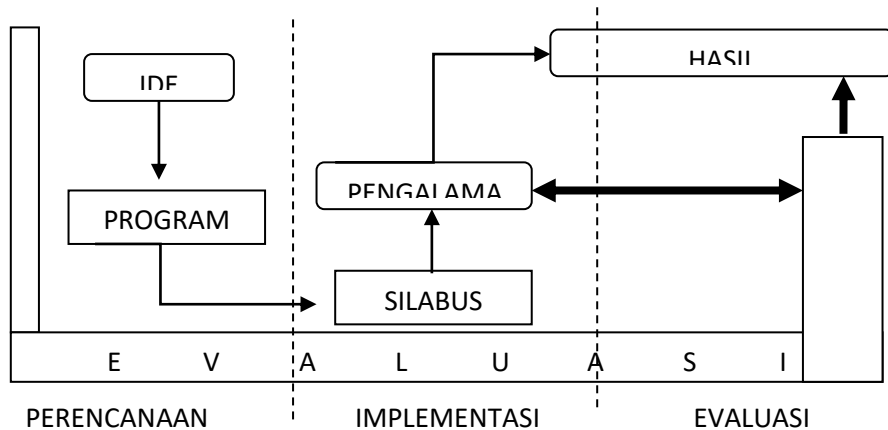 IDE
HASIL
PENGALAMA
PROGRAM
SILABUS
E V A L U A S I
PERENCANAAN IMPLEMENTASI EVALUASI